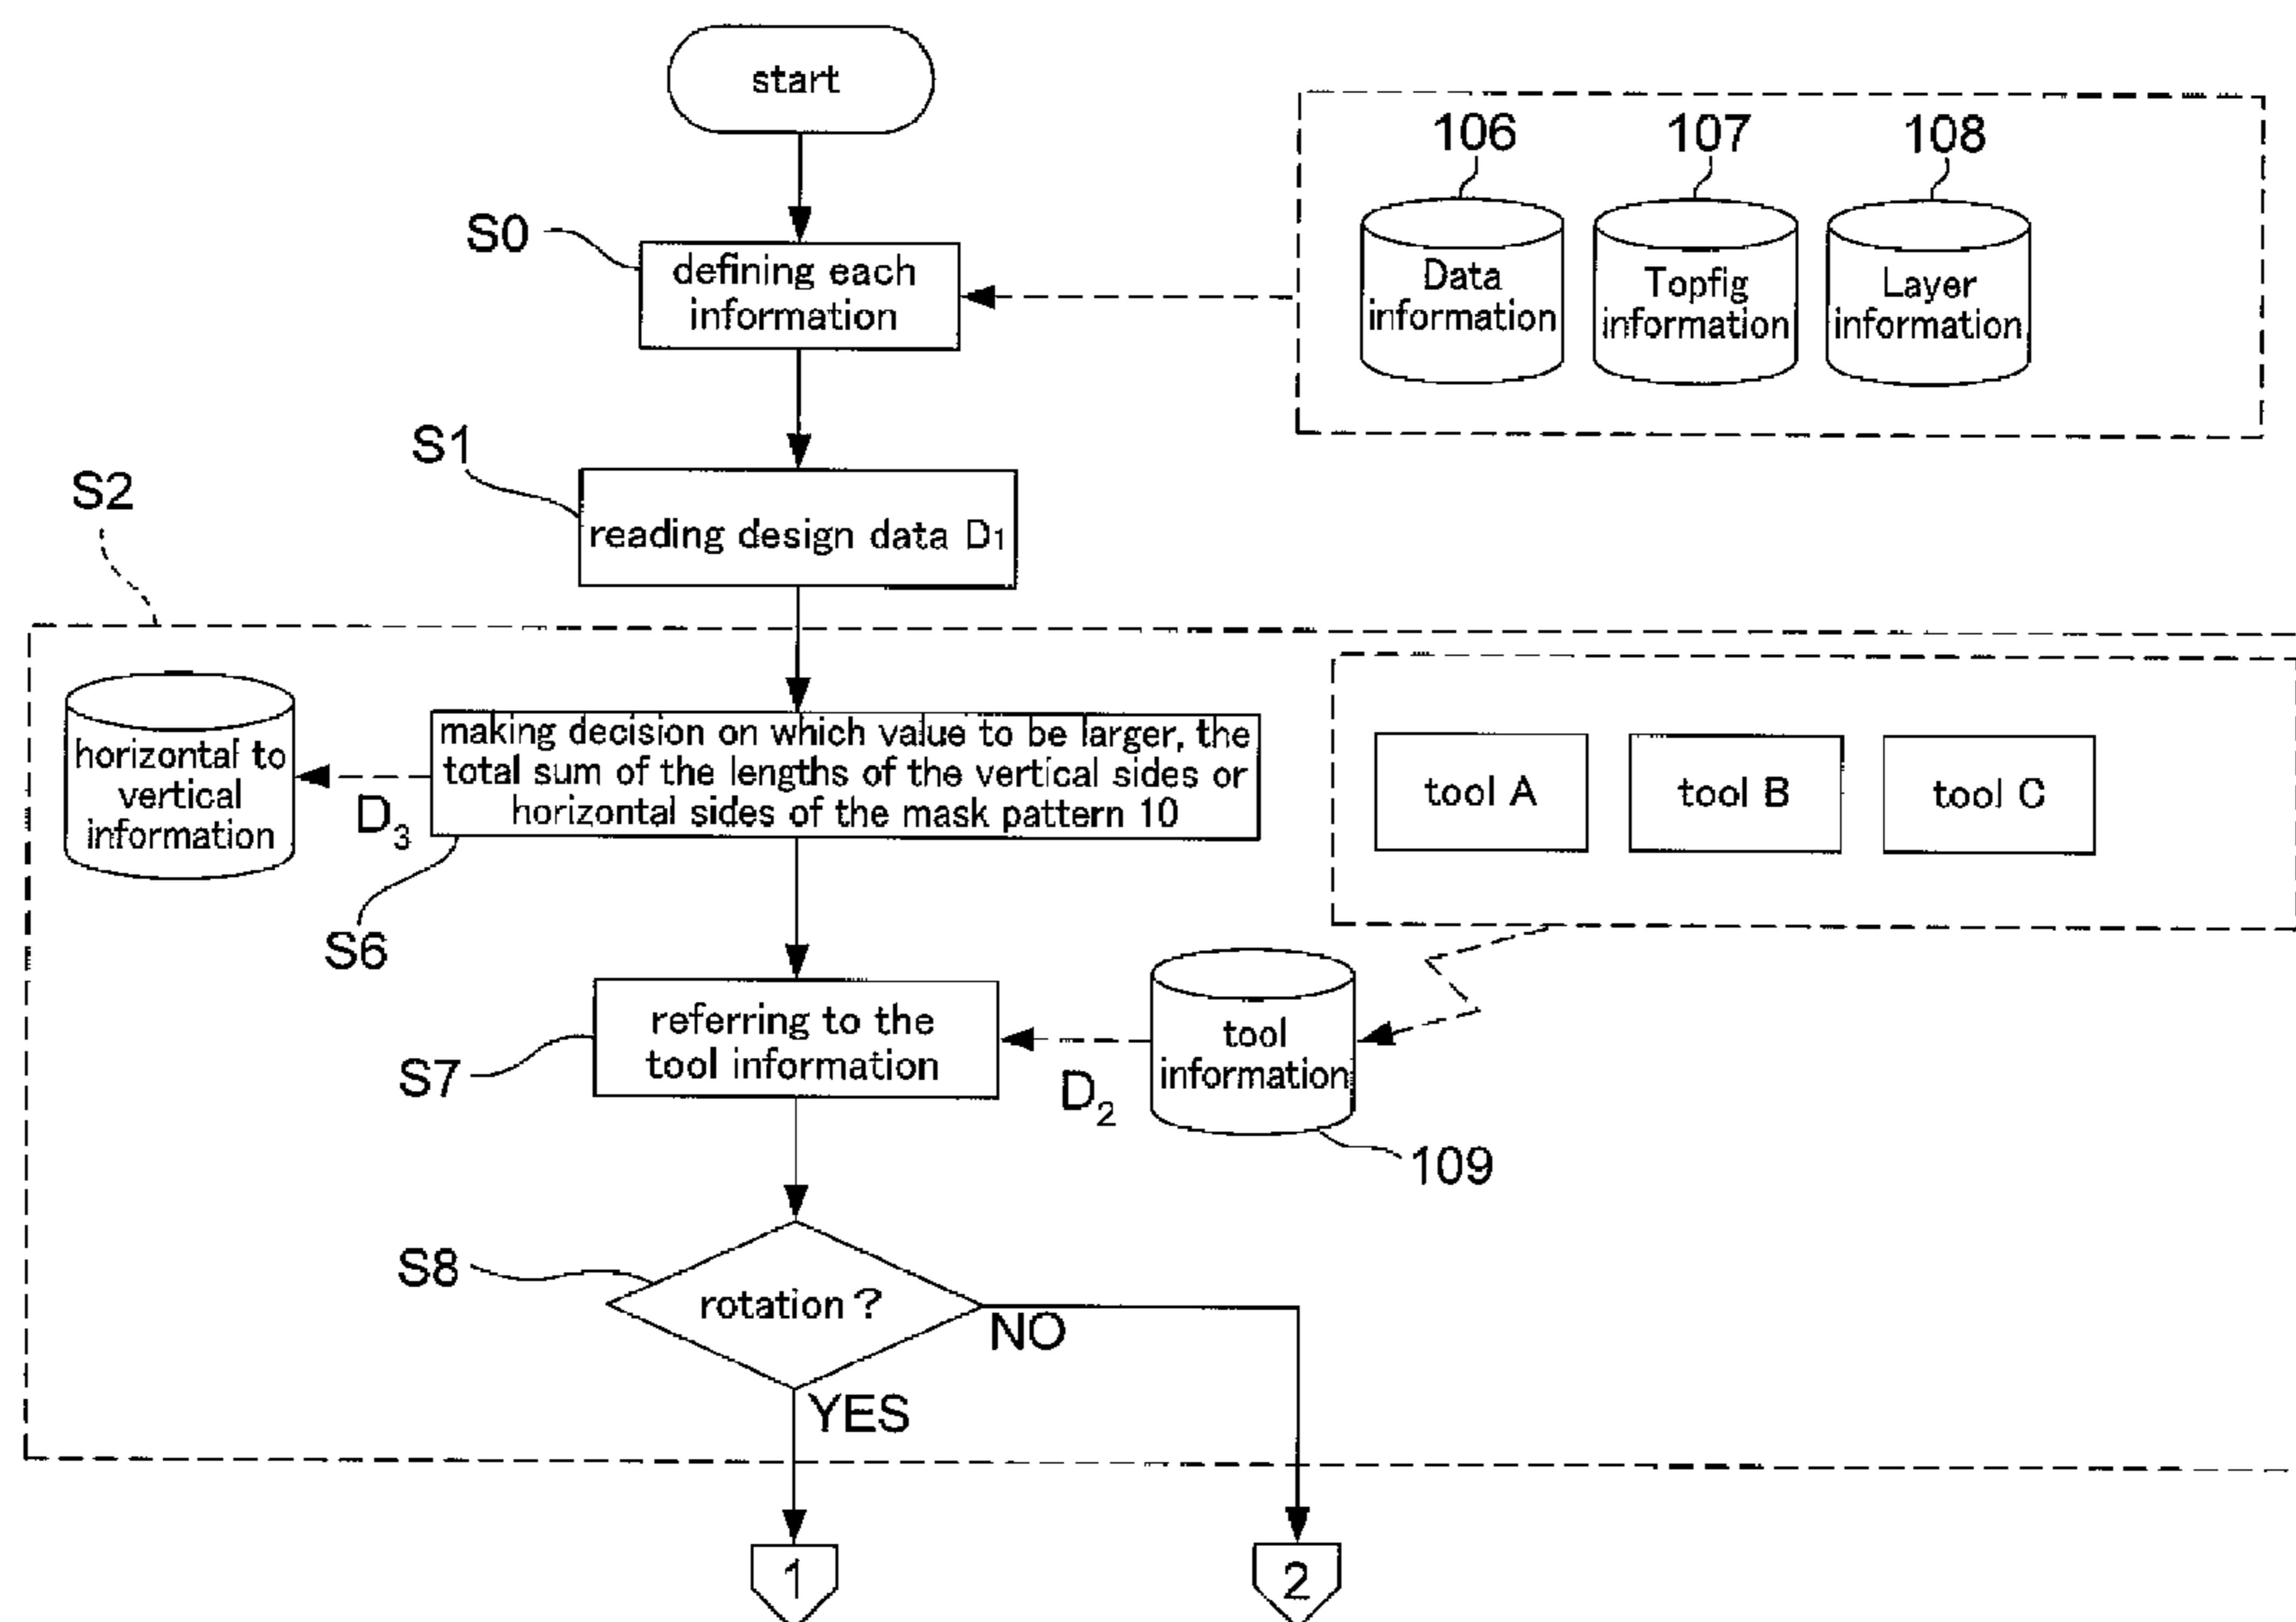 start
106
107
108
S0
defining each
information
Data
information
Topfig
information
Layer
information
S1
reading design data D1
S2
horizontal to
vertical
information
D3
making decision on which value to be larger, the
total sum of the lengths of the vertical sides or
horizontal sides of the mask pattern 10
tool A
tool B
tool C
S6
referring to the
tool information
S7
D2
tool
information
109
S8
rotation ?
NO
YES
1
2